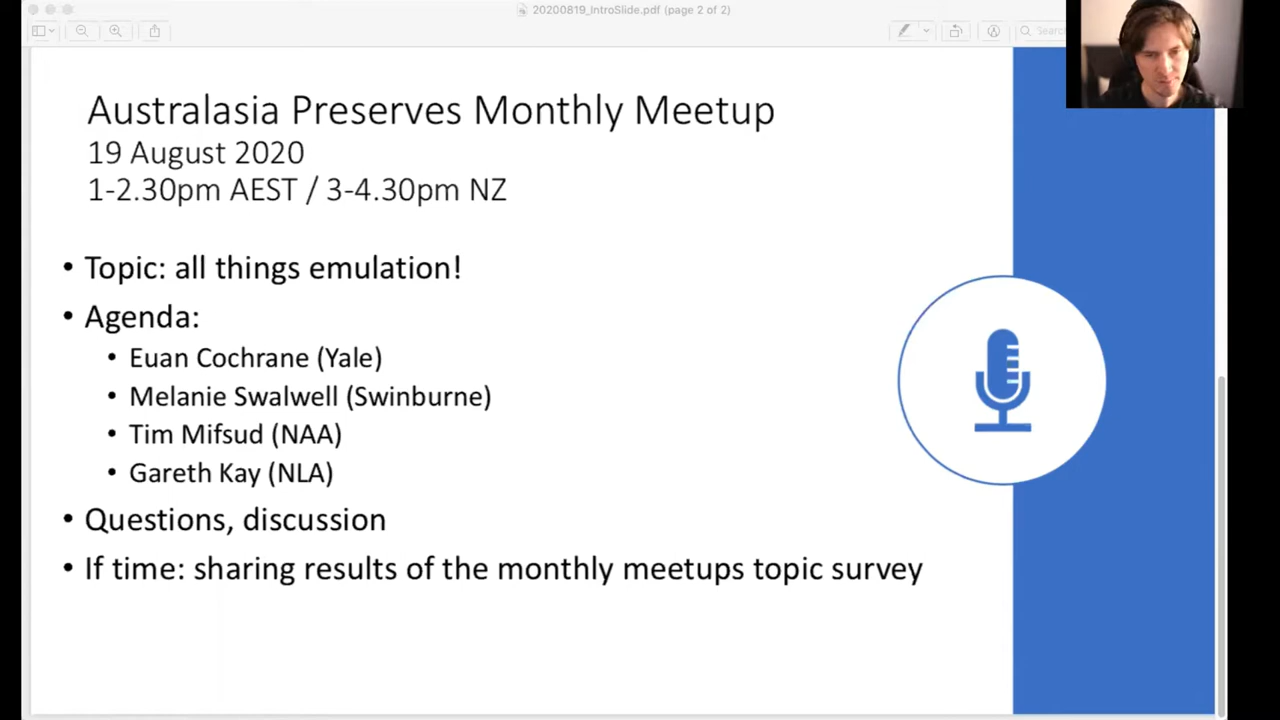 20200819_IntroSlide.pdf (page 2 of 2)
Search
Australasia Preserves Monthly Meetup
19 August 2020
1-2.30pm AEST / 3-4.30pm NZ
• Topic: all things emulation!
• Agenda:
• Euan Cochrane (Yale)
• Melanie Swalwell (Swinburne)
• Tim Mifsud (NAA)
• Gareth Kay (NLA)
• Questions, discussion
• If time: sharing results of the monthly meetups topic survey